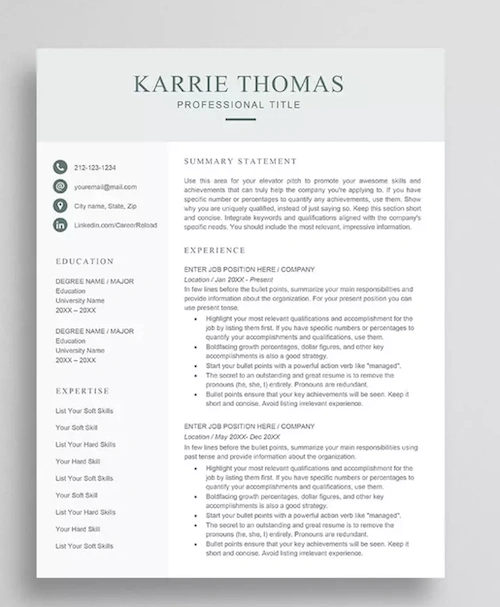 KARRIE THOMAS
PROFESSIONAL TITLE
212-123-1234
youremail@mail.com
City name, State, Zip
in
Linkedin.com/CareerReload
EDUCATION
DEGREE NAME / MAJOR
Education
University Name
20XX – 20XX
DEGREE NAME / MAJOR
Education
University Name
20XX – 20XX
EXPERTISE
List Your Soft Skills
Your Soft Skill
List Your Hard Skills
Your Hard Skill
List Your Soft Skills
Your Soft Skill
List Your Hard Skills
Your Hard Skill
List Your Soft Skills
SUMMARY STATEMENT
Use this area for your elevator pitch to promote your awesome skills and
achievements that can truly help the company you're applying to. If you have
specific number or percentages to quantify any achievements, use them. Show
why you are uniquely qualified, instead of just saying so. Keep this section short
and concise. Integrate keywords and qualifications aligned with the company's
specific needs. You should include the most relevant, impressive information.
EXPERIENCE
ENTER JOB POSITION HERE / COMPANY
Location / Jan 20XX - Present
In few lines before the bullet points, summarize your main responsibilities and
provide information about the organization. For your present position you can
use present tense.
• Highlight your most relevant qualifications and accomplishment for the
job by listing them first. If you have specific numbers or percentages to
quantify your accomplishments and qualifications, use them.
• Boldfacing growth percentages, dollar figures, and other key
accomplishments is also a good strategy.
• Start your bullet points with a powerful action verb like "managed".
• The secret to an outstanding and great resume is to remove the
pronouns (he, she, I) entirely. Pronouns are redundant.
• Bullet points ensure that your key achievements will be seen. Keep it
short and concise. Avoid listing irrelevant experience.
ENTER JOB POSITION HERE / COMPANY
Location / May 20XX- Dec 20XX
In few lines before the bullet points, summarize your main responsibilities using
past tense and provide information about the organization.
• Highlight your most relevant qualifications and accomplishment for the
job by listing them first. If you have specific numbers or percentages to
quantify your accomplishments and qualifications, use them.
• Boldfacing growth percentages, dollar figures, and other key
accomplishments is also a good strategy.
• Start your bullet points with a powerful action verb like "managed".
• The secret to an outstanding and great resume is to remove the
pronouns (he, she, I) entirely. Pronouns are redundant.
• Bullet points ensure that your key achievements will be seen. Keep it
short and concise. Avoid listing irrelevant experience.